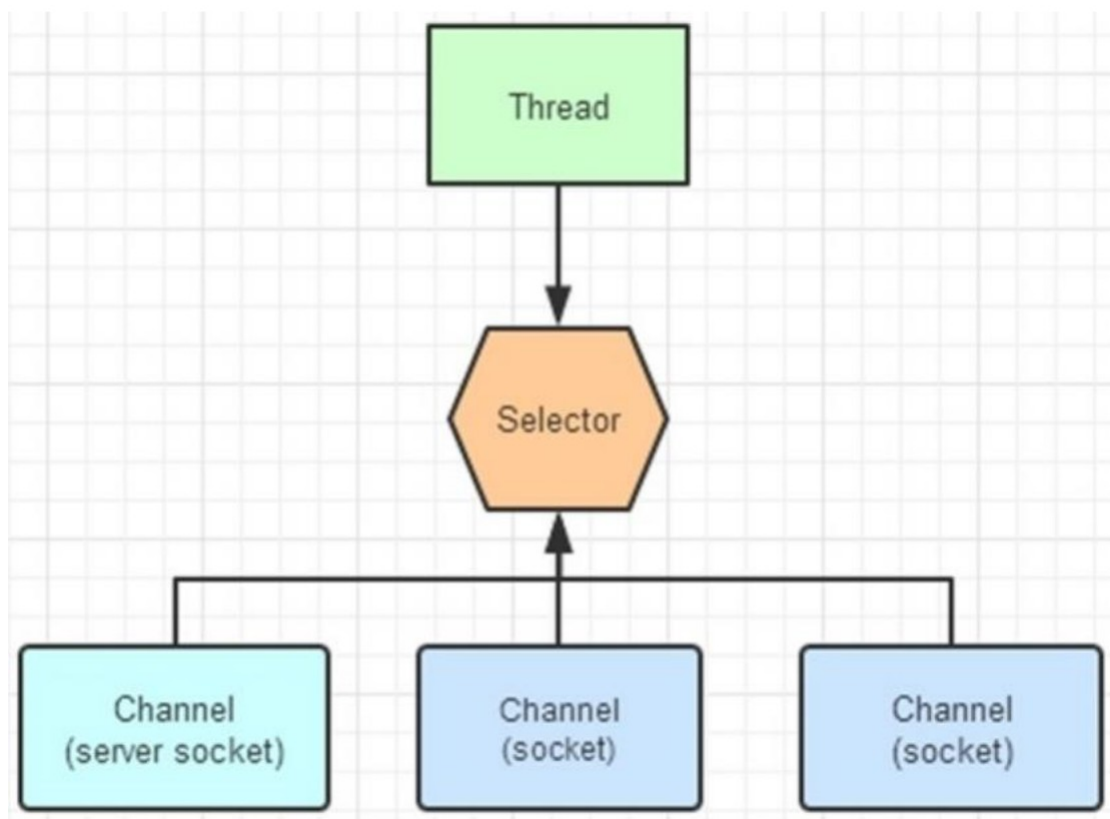 Thread
Selector
Channel
(server socket)
Channel
(socket)
Channel
(socket)